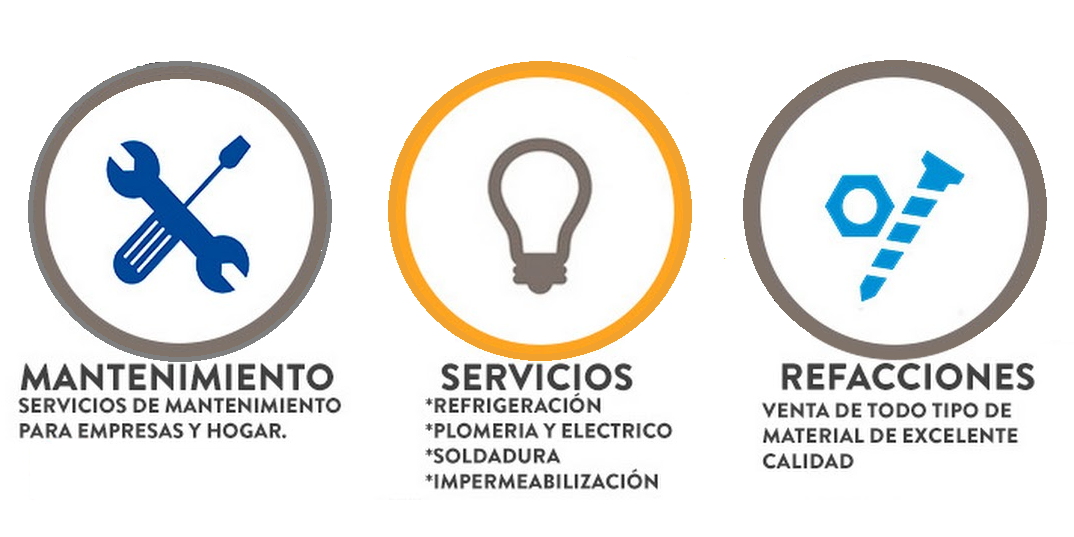 MANTENIMIENTO
SERVICIOS DE MANTENIMIENTO
PARA EMPRESAS Y HOGAR.
SERVICIOS
*REFRIGERACIÓN
*PLOMERIA Y ELECTRICO
*SOLDADURA
*IMPERMEABILIZACIÓN
REFACCIONES
VENTA DE TODO TIPO DE
MATERIAL DE EXCELENTE
CALIDAD